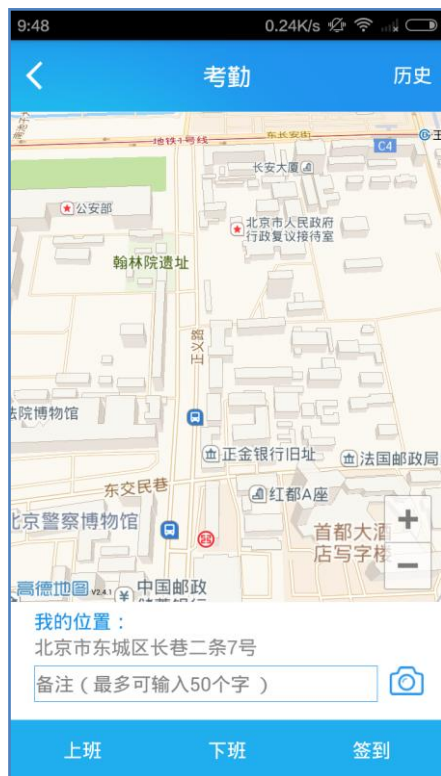 9:48
0.24K/s
考勤
历史
地铁1号线
东长安街
王
C4
长安大厦
公安部
北京市人民政府
行政复议接待室
翰林院遗址
正义路
法院博物馆
正金银行旧址
法国邮政局
东交民巷
红都A座
北京警察博物馆
首都大酒
店写字楼
+
−
高德地图 V2.4.1
中国邮政
储蓄银行
我的位置：
北京市东城区长巷二条7号
备注（最多可输入50个字 ）
上班
下班
签到